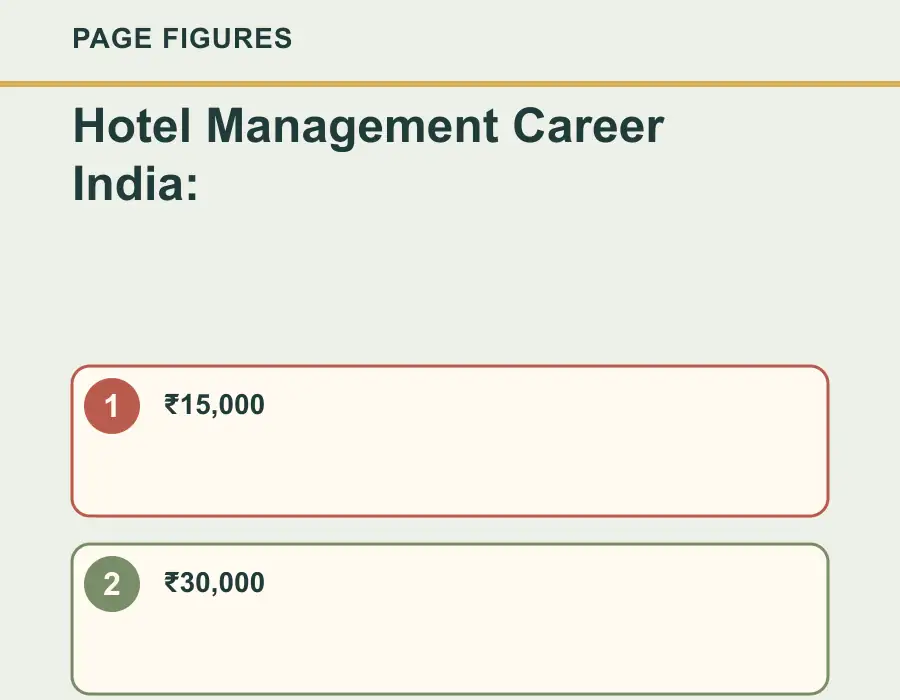 PAGE FIGURES
Hotel Management Career
India:
1
₹15,000
2
₹30,000